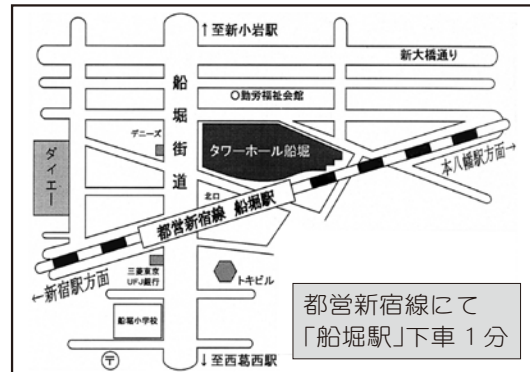 ↑至新小岩駅
新大橋通り
船堀街道
○勤労福祉会館
デニーズ
タワーホール船堀
ダイエー
本八幡駅方面→
北口
都営新宿線 船堀駅
←新宿駅方面
三菱東京
UFJ銀行
トキビル
船堀小学校
〒
↓至西葛西駅
都営新宿線にて
「船堀駅」下車1分